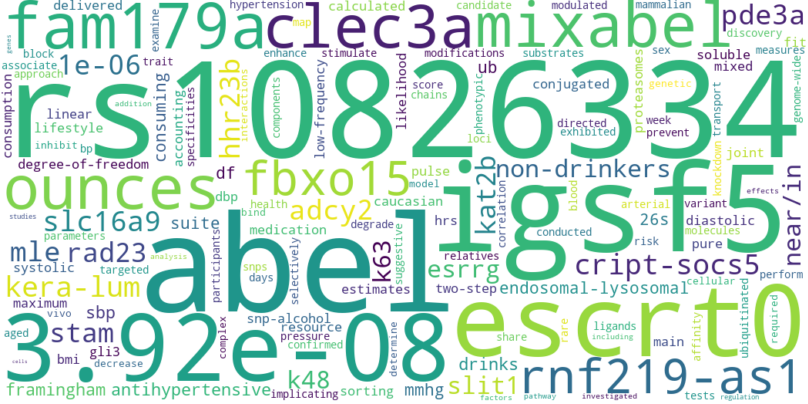 delivered hypertension calculated candidate modulated mammalian
fam179a clec3a mixabel pde3a
map discovery
examine block enhance stimulate modifications substrates sex measures fit
associate trait 1e-06 soluble mixed
approach score chains
rs10826334
consumption linear consuming accounting specificities hhr23b interactions components low-frequency likelihood ub conjugated phenotypic directed exhibited loci proteasomes week prevent genetic transport genome-wide genes
lifestyle addition
inhibit bp
degree-of-freedom df knockdown joint
ounces fbxo15 pulse kat2b non-drinkers igsf5 near/in
dbp model correlation variant effects
health caucasian hrs 26s diastolic
studies slc16a9 suite adcy2 bind blood arterial molecules
parameters medication degrade conducted risk pure
mle rad23 abel k63 suggestive esrrg relatives cript-socs5
analysis participants snps selectively
systolic targeted days cellular perform
kera-lum estimates two-step endosomal-lysosomal
maximum vivo sbp snp-alcohol
3.92e-08 escrt0
aged stam resource complex pressure determine drinks share ligands main rare affinity ubiquitinated required
gli3 confirmed including
cells bmi decrease k48 rnf219-as1
framingham antihypertensive implicating sorting mmhg slit1 factors pathway investigated tests regulation